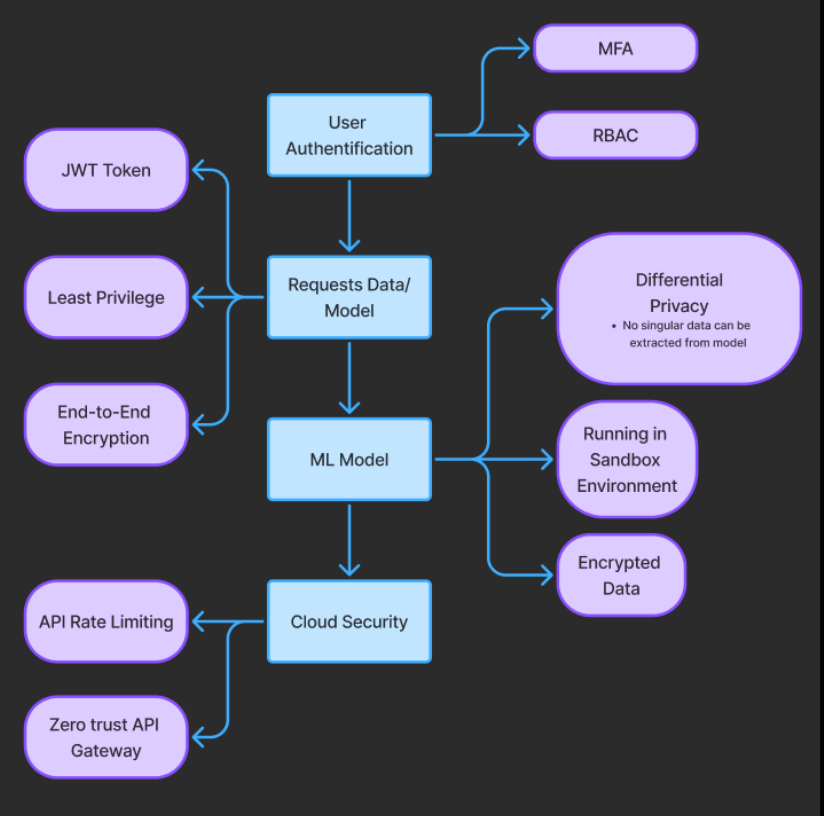 MFA
User
Authentification
RBAC
JWT Token
Requests Data/
Model
Least Privilege
End-to-End
Encryption
Differential
Privacy
• No singular data can be
extracted from model
ML Model
Running in
Sandbox
Environment
Encrypted
Data
Cloud Security
API Rate Limiting
Zero trust API
Gateway